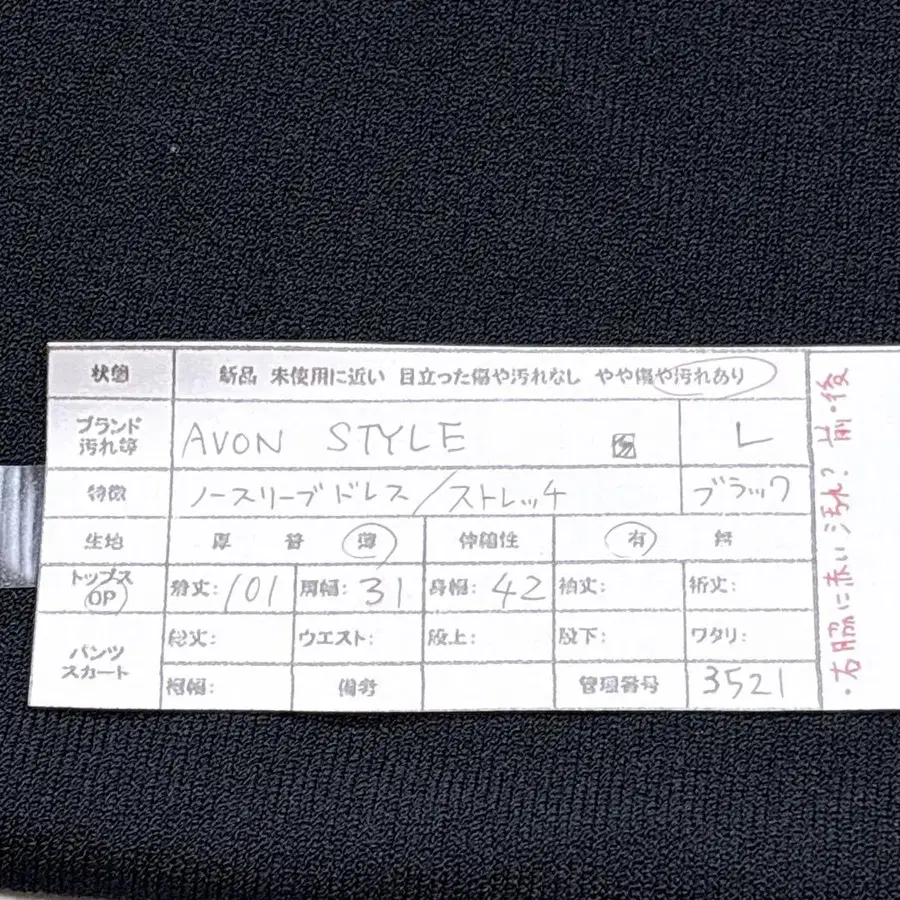 状態 新品 未使用に近い 目立った傷や汚れなし やや傷や汚れあり
ブランド
汚れ等
AVON STYLE L
特徴 ノースリーブドレス/ストレッチ ブラック
生地 厚 普 薄 伸縮性 有 無
トップス
OP
着丈: 101 肩幅: 31 身幅: 42 袖丈: 裄丈:
パンツ
スカート
総丈: ウエスト: 股上: 股下: ワタリ:
裾幅: 備考 管理番号 3521
・右脇に赤い汚れ? 前・後